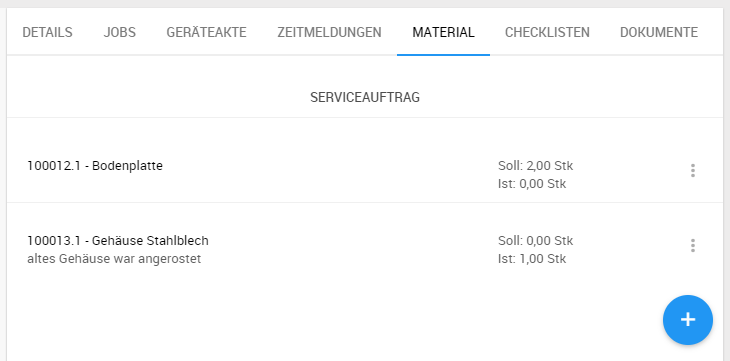 DETAILS JOBS GERÄTEAKTE ZEITMELDUNGEN MATERIAL CHECKLISTEN DOKUMENTE
SERVICEAUFTRAG
100012.1 - Bodenplatte
Soll: 2,00 Stk
Ist: 0,00 Stk
100013.1 - Gehäuse Stahlblech
altes Gehäuse war angerostet
Soll: 0,00 Stk
Ist: 1,00 Stk